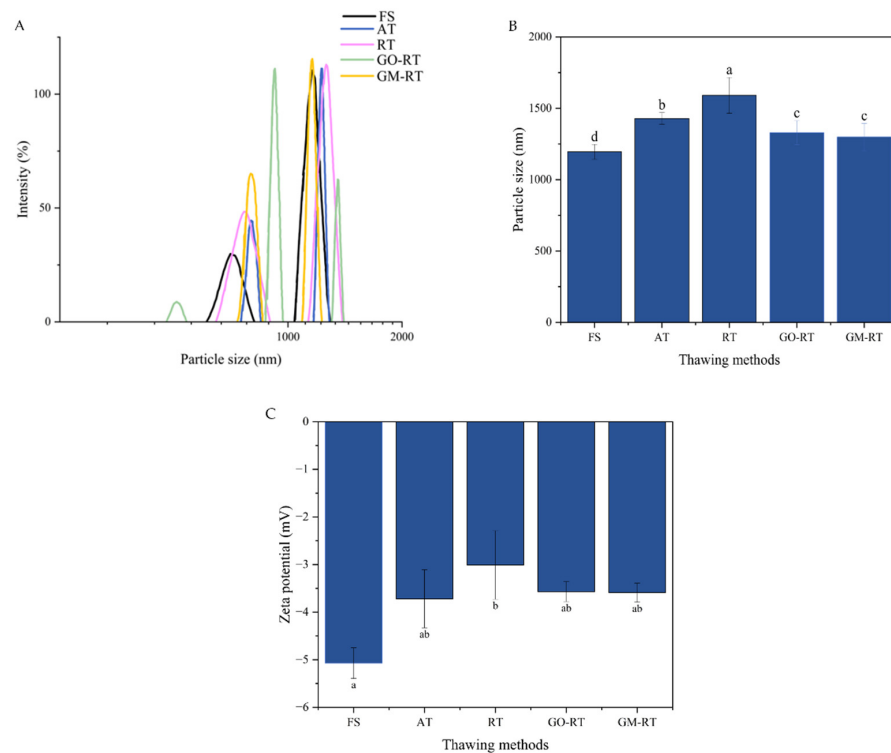 A
FS
AT
RT
GO-RT
GM-RT
100
50
0
Intensity (%)
1000
2000
Particle size (nm)
B
2000
1500
1000
500
0
Particle size (nm)
d
b
a
c
c
FS
AT
RT
GO-RT
GM-RT
Thawing methods
C
0
−1
−2
−3
−4
−5
−6
Zeta potential (mV)
a
ab
b
ab
ab
FS
AT
RT
GO-RT
GM-RT
Thawing methods